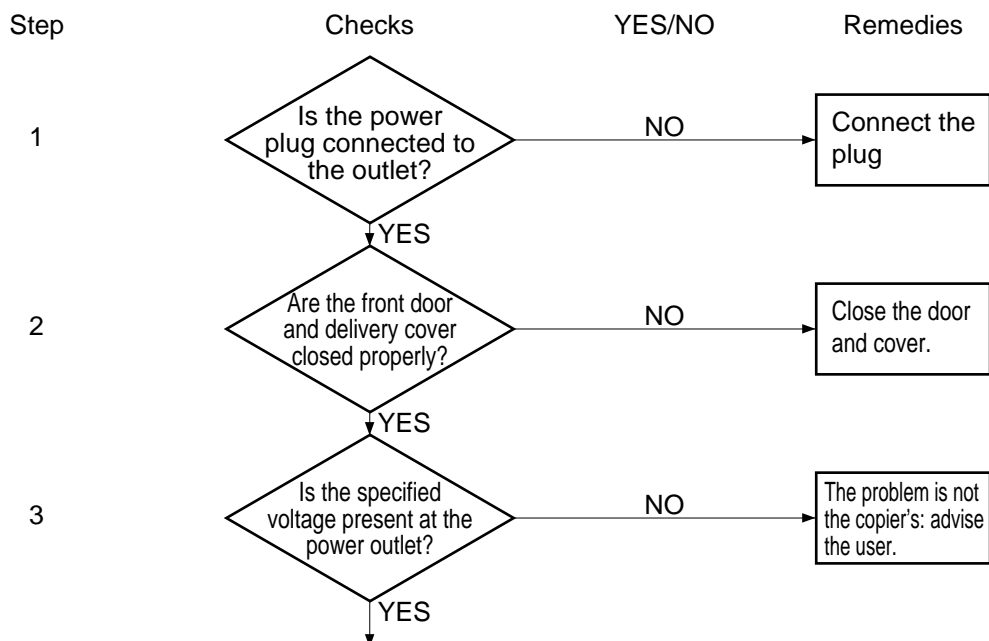 Step Checks YES/NO Remedies
1
Is the power
plug connected to
the outlet?
NO
Connect the
plug
YES
2
Are the front door
and delivery cover
closed properly?
NO
Close the door
and cover.
YES
3
Is the specified
voltage present at the
power outlet?
NO
The problem is not
the copier's: advise
the user.
YES